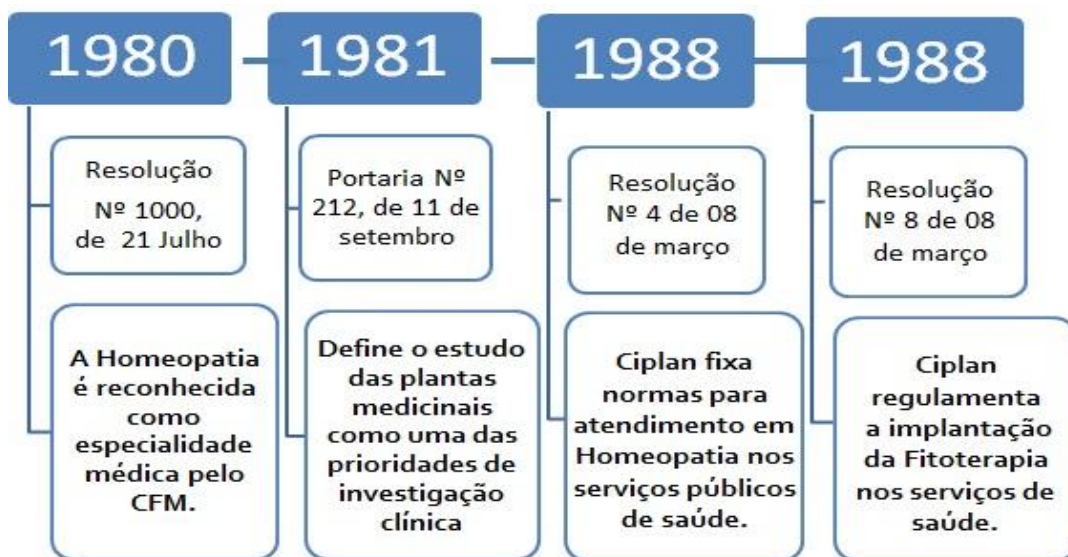 1980
Resolução
Nº 1000,
de 21 Julho
A Homeopatia
é reconhecida
como
especialidade
médica pelo
CFM.
1981
Portaria Nº
212, de 11 de
setembro
Define o estudo
das plantas
medicinais
como uma das
prioridades de
investigação
clínica
1988
Resolução
Nº 4 de 08
de março
Ciplan fixa
normas para
atendimento em
Homeopatia nos
serviços públicos
de saúde.
1988
Resolução
Nº 8 de 08
de março
Ciplan
regulamenta
a implantação
da Fitoterapia
nos serviços de
saúde.